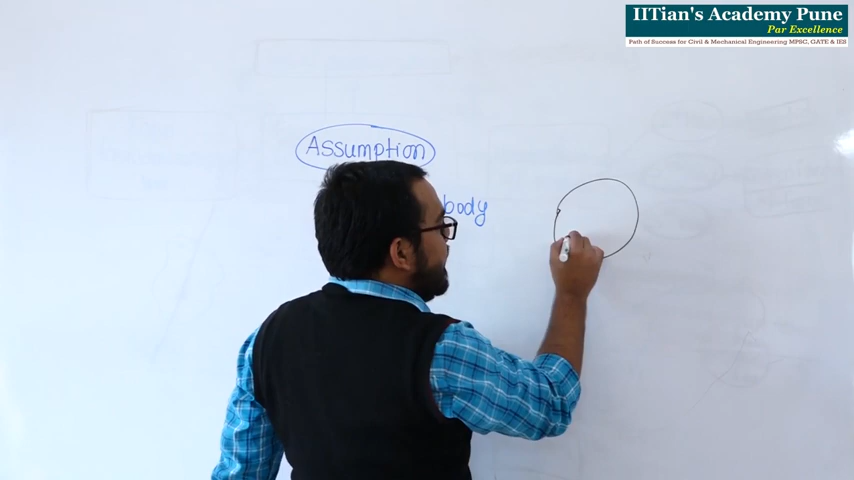 IITian's Academy Pune
Par Excellence
Path of Success for Civil & Mechanical Engineering MPSC, GATE & IES
Assumption
body